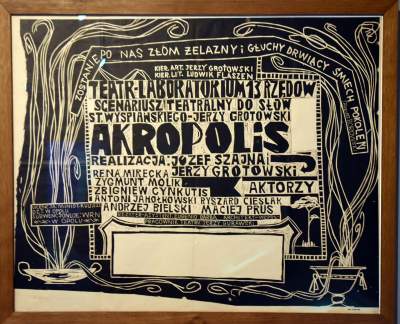 ZOSTANIE PO NAS ZŁOM ŻELAZNY i GŁUCHY DRWIĄCY ŚMIECH POKOLEŃ
KIER. ART. JERZY GROTOWSKI
KIER. LIT. LUDWIK FLASZEN
TEATR-LABORATORIUM 13 RZĘDÓW
SCENARIUSZ TEATRALNY DO SŁÓW
ST. WYSPIAŃSKIEGO-JERZY GROTOWSKI
AKROPOLIS
REALIZACJA: JÓZEF SZAJNA
JERZY GROTOWSKI
RENA MIRECKA
ZYGMUNT MOLIK
ZBIGNIEW CYNKUTIS
AKTORZY
ANTONI JAHOŁKOWSKI RYSZARD CIEŚLAK
ANDRZEJ BIELSKI MACIEJ PRUS
W OPOLU